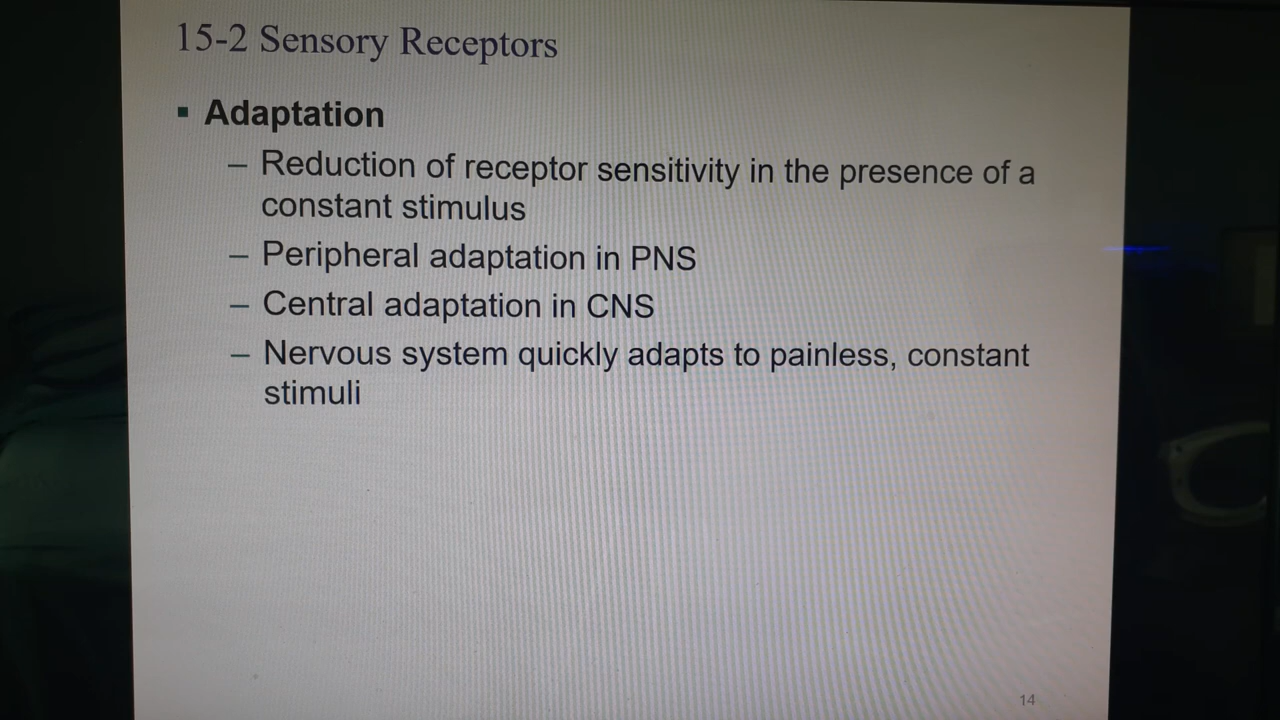 15-2 Sensory Receptors
▪ Adaptation
– Reduction of receptor sensitivity in the presence of a
constant stimulus
– Peripheral adaptation in PNS
– Central adaptation in CNS
– Nervous system quickly adapts to painless, constant
stimuli
14